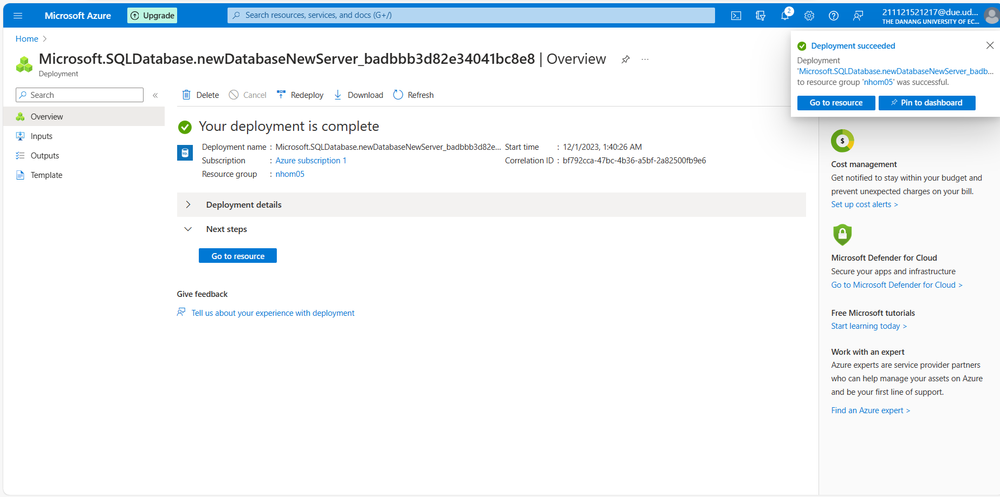 Microsoft Azure
Upgrade
Search resources, services, and docs (G+/)
2
211121521217@due.ud...
THE DANANG UNIVERSITY OF EC...
Home
Microsoft.SQLDatabase.newDatabaseNewServer_badbbb3d82e34041bc8e8 | Overview
...
Deployment
Deployment succeeded
Deployment
'Microsoft.SQLDatabase.newDatabaseNewServer_badb...
to resource group 'nhom05' was successful.
Go to resource
Pin to dashboard
Search
«
Delete
Cancel
Redeploy
Download
Refresh
Overview
Inputs
Outputs
Template
Your deployment is complete
SQL
Deployment name : Microsoft.SQLDatabase.newDatabaseNewServer_badbbb3d82e...
Subscription : Azure subscription 1
Resource group : nhom05
Start time : 12/1/2023, 1:40:26 AM
Correlation ID : bf792cca-47bc-4b36-a5bf-2a82500fb9e6
Deployment details
Next steps
Go to resource
Give feedback
Tell us about your experience with deployment
$
Cost management
Get notified to stay within your budget and
prevent unexpected charges on your bill.
Set up cost alerts >
Microsoft Defender for Cloud
Secure your apps and infrastructure
Go to Microsoft Defender for Cloud >
Free Microsoft tutorials
Start learning today >
Work with an expert
Azure experts are service provider partners
who can help manage your assets on Azure
and be your first line of support.
Find an Azure expert >